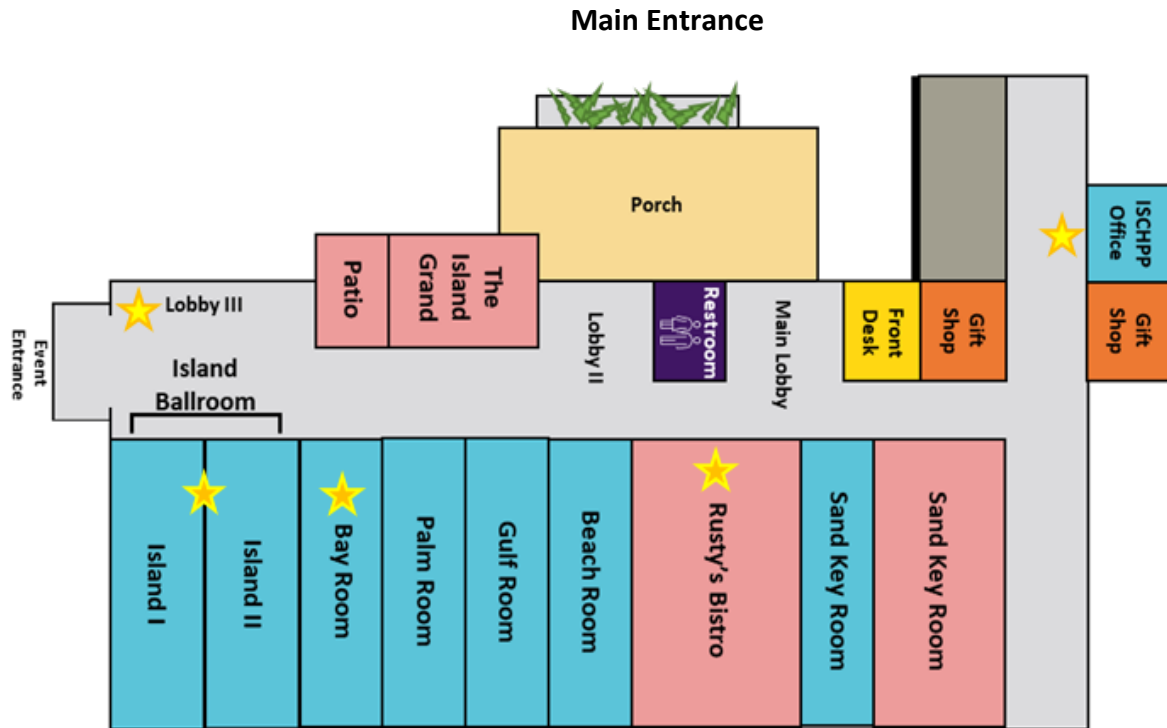 Main Entrance
Porch
ISCHPP
Office
Patio
The
Island
Grand
Lobby III
Lobby II
Restroom
Main Lobby
Front
Desk
Gift
Shop
Gift
Shop
Event
Entrance
Island
Ballroom
Island I
Island II
Bay Room
Palm Room
Gulf Room
Beach Room
Rusty's Bistro
Sand Key Room
Sand Key Room